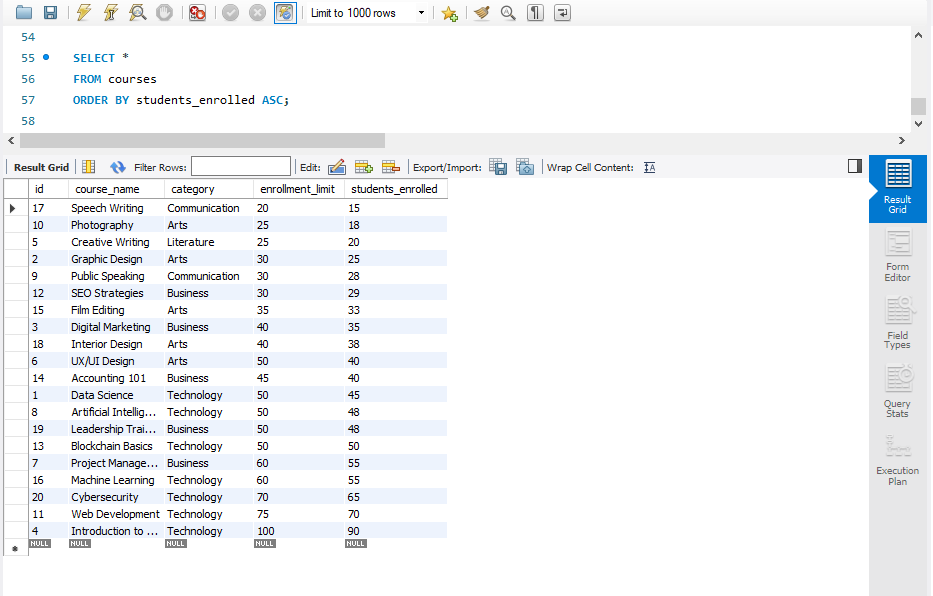 Limit to 1000 rows
54
55 SELECT *
56 FROM courses
57 ORDER BY students_enrolled ASC;
58
Result Grid Filter Rows: Edit: Export/Import: Wrap Cell Content:
id course_name category enrollment_limit students_enrolled
17 Speech Writing Communication 20 15
10 Photography Arts 25 18
5 Creative Writing Literature 25 20
2 Graphic Design Arts 30 25
9 Public Speaking Communication 30 28
12 SEO Strategies Business 30 29
15 Film Editing Arts 35 33
3 Digital Marketing Business 40 35
18 Interior Design Arts 40 38
6 UX/UI Design Arts 50 40
14 Accounting 101 Business 45 40
1 Data Science Technology 50 45
8 Artificial Intellig... Technology 50 48
19 Leadership Trai... Business 50 48
13 Blockchain Basics Technology 50 50
7 Project Manage... Business 60 55
16 Machine Learning Technology 60 55
20 Cybersecurity Technology 70 65
11 Web Development Technology 75 70
4 Introduction to ... Technology 100 90
NULL NULL NULL NULL NULL
Result
Grid
Form
Editor
Field
Types
Query
Stats
Execution
Plan